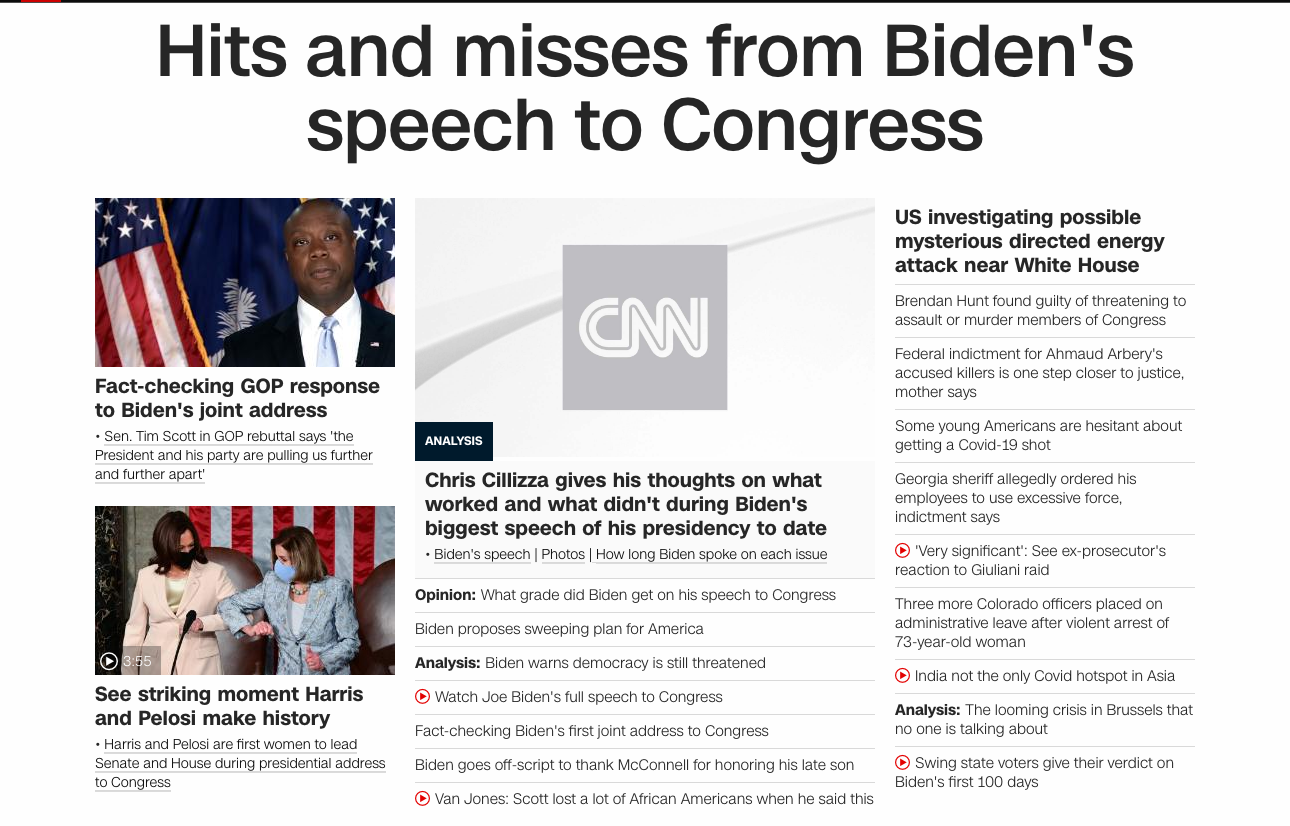 Hits and misses from Biden's
speech to Congress
Fact-checking GOP response
to Biden's joint address
• Sen. Tim Scott in GOP rebuttal says 'the
President and his party are pulling us further
and further apart'
3:55
See striking moment Harris
and Pelosi make history
• Harris and Pelosi are first women to lead
Senate and House during presidential address
to Congress
CNN
ANALYSIS
Chris Cillizza gives his thoughts on what
worked and what didn't during Biden's
biggest speech of his presidency to date
• Biden's speech | Photos | How long Biden spoke on each issue
Opinion: What grade did Biden get on his speech to Congress
Biden proposes sweeping plan for America
Analysis: Biden warns democracy is still threatened
Watch Joe Biden's full speech to Congress
Fact-checking Biden's first joint address to Congress
Biden goes off-script to thank McConnell for honoring his late son
Van Jones: Scott lost a lot of African Americans when he said this
US investigating possible
mysterious directed energy
attack near White House
Brendan Hunt found guilty of threatening to
assault or murder members of Congress
Federal indictment for Ahmaud Arbery's
accused killers is one step closer to justice,
mother says
Some young Americans are hesitant about
getting a Covid-19 shot
Georgia sheriff allegedly ordered his
employees to use excessive force,
indictment says
'Very significant': See ex-prosecutor's
reaction to Giuliani raid
Three more Colorado officers placed on
administrative leave after violent arrest of
73-year-old woman
India not the only Covid hotspot in Asia
Analysis: The looming crisis in Brussels that
no one is talking about
Swing state voters give their verdict on
Biden's first 100 days